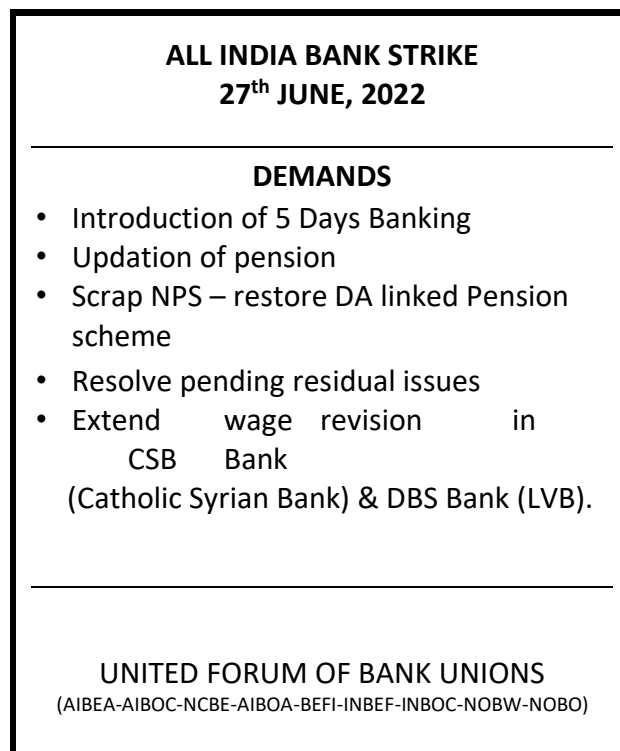 ALL INDIA BANK STRIKE
27th JUNE, 2022
DEMANDS
• Introduction of 5 Days Banking
• Updation of pension
• Scrap NPS – restore DA linked Pension
scheme
• Resolve pending residual issues
• Extend wage revision in
CSB Bank
(Catholic Syrian Bank) & DBS Bank (LVB).
UNITED FORUM OF BANK UNIONS
(AIBEA-AIBOC-NCBE-AIBOA-BEFI-INBEF-INBOC-NOBW-NOBO)